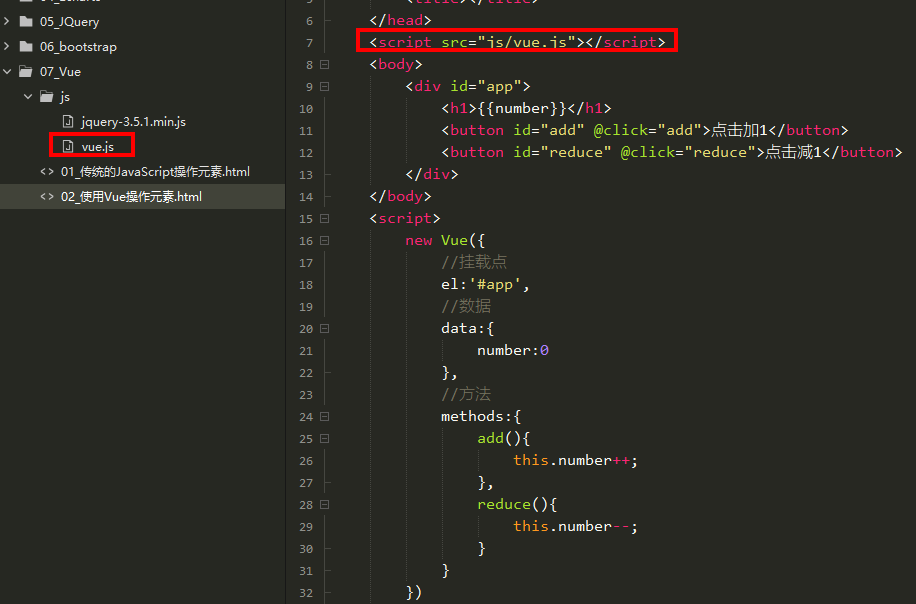 05_JQuery
06_bootstrap
07_Vue
js
jquery-3.5.1.min.js
vue.js
01_传统的JavaScript操作元素.html
02_使用Vue操作元素.html
6 </head>
7 <script src="js/vue.js"></script>
8 <body>
9 <div id="app">
10 <h1>{{number}}</h1>
11 <button id="add" @click="add">点击加1</button>
12 <button id="reduce" @click="reduce">点击减1</button>
13 </div>
14 </body>
15 <script>
16 new Vue({
17 //挂载点
18 el:'#app',
19 //数据
20 data:{
21 number:0
22 },
23 //方法
24 methods:{
25 add(){
26 this.number++;
27 },
28 reduce(){
29 this.number--;
30 }
31 }
32 })